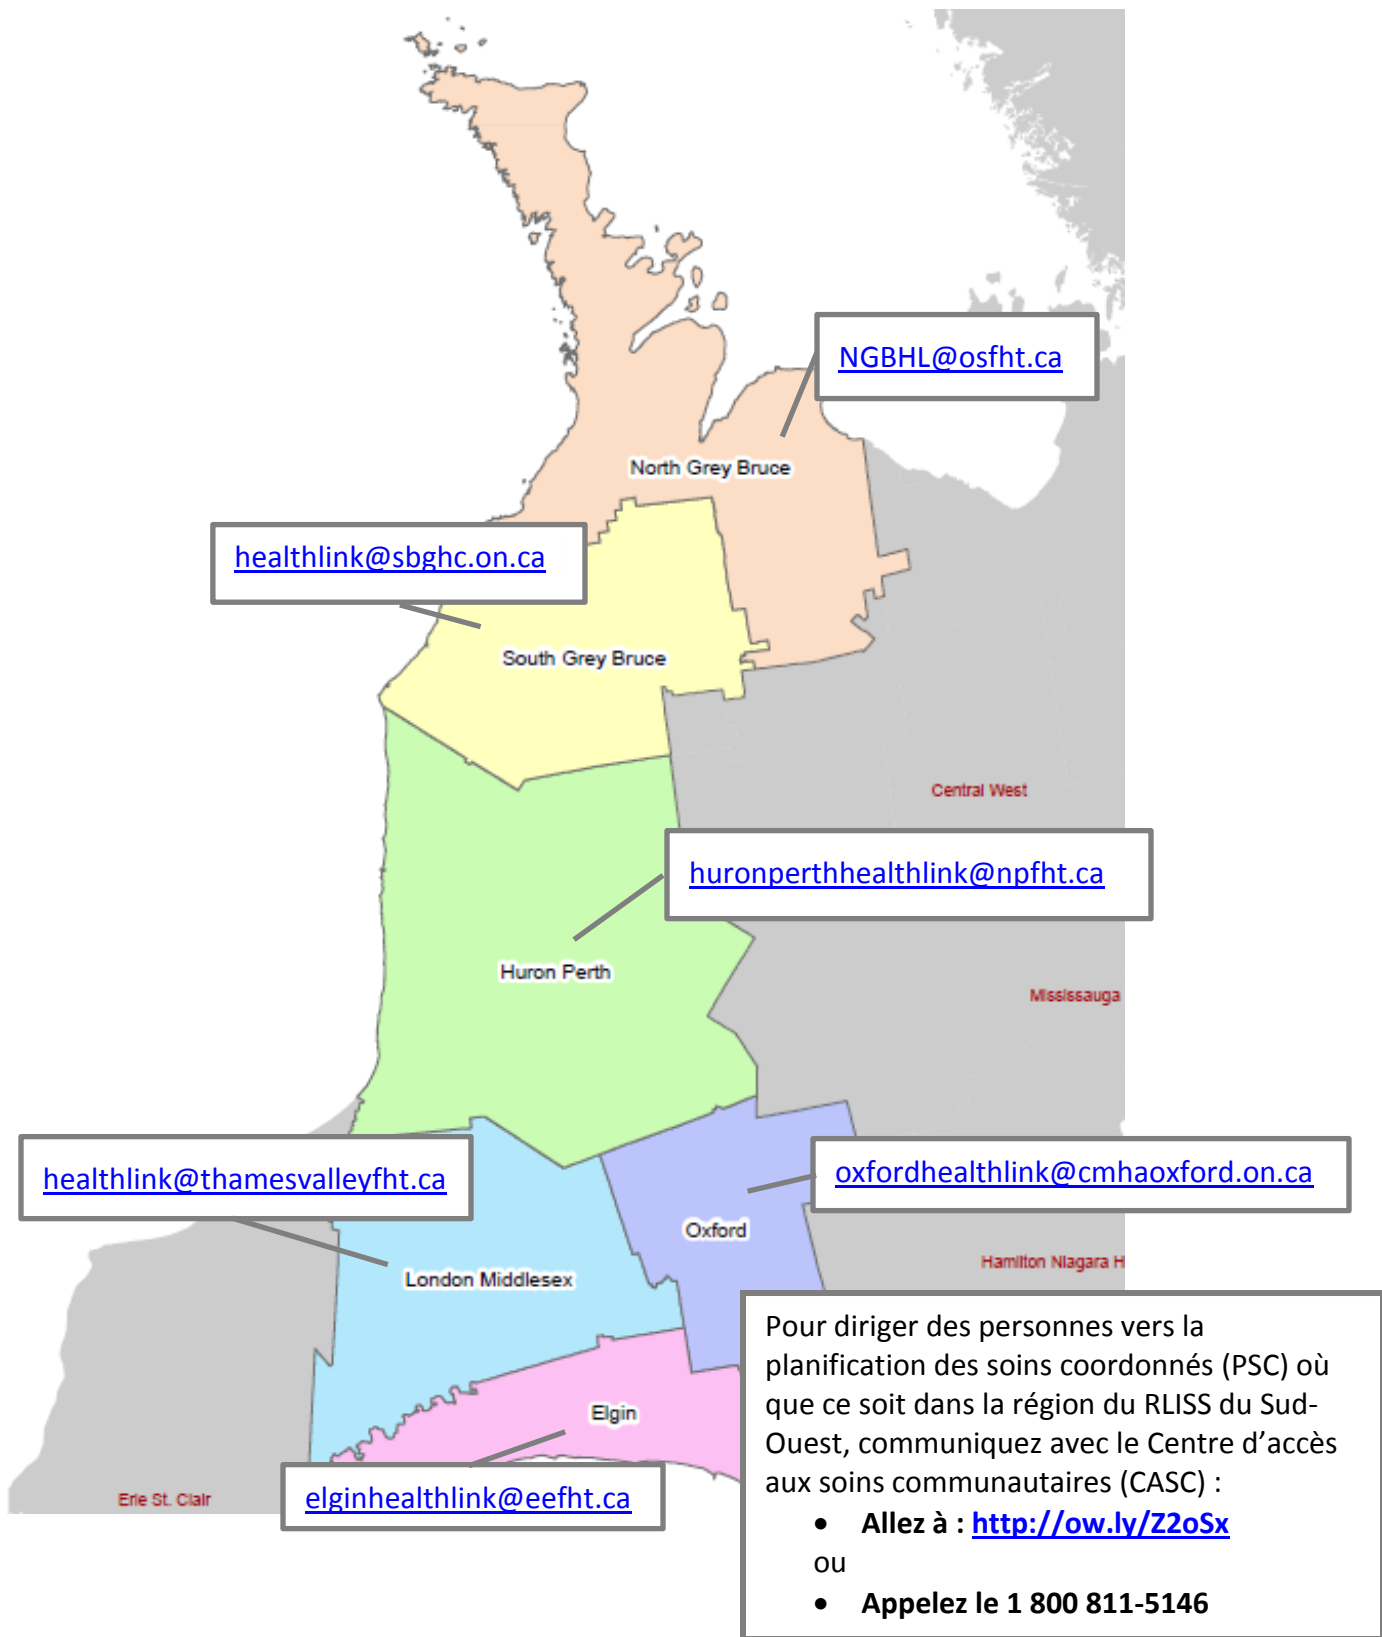 NGBHL@osfht.ca
North Grey Bruce
healthlink@sbghc.on.ca
South Grey Bruce
Central West
huronperthhealthlink@npfht.ca
Huron Perth
Mississauga
healthlink@thamesvalleyfht.ca
oxfordhealthlink@cmhaoxford.on.ca
Oxford
Hamilton Niagara H
London Middlesex
Elgin
elginhealthlink@eefht.ca
Erie St. Clair
Pour diriger des personnes vers la
planification des soins coordonnés (PSC) où
que ce soit dans la région du RLISS du Sud-
Ouest, communiquez avec le Centre d'accès
aux soins communautaires (CASC) :
• Allez à : http://ow.ly/Z2oSx
ou
• Appelez le 1 800 811-5146